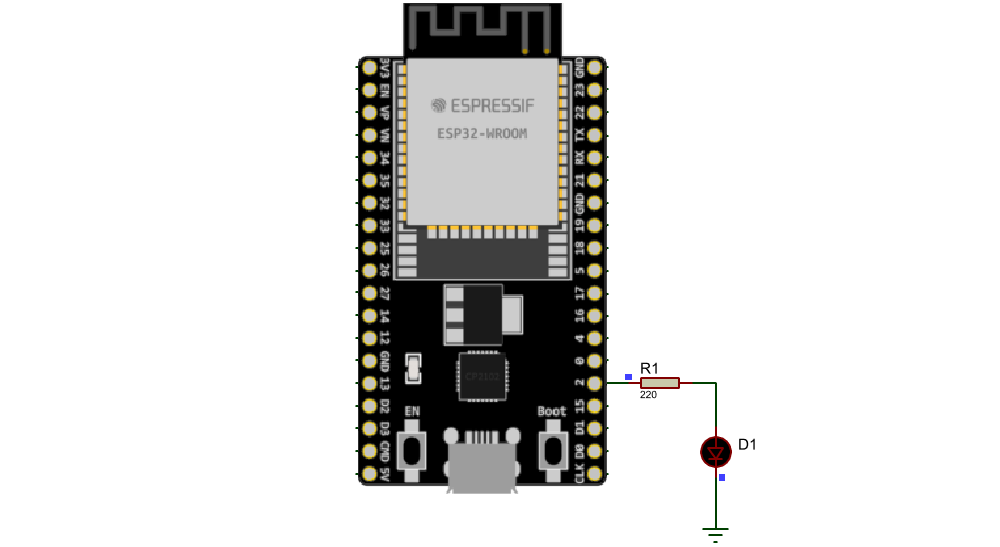 ESPRESSIF
ESP32-WROOM
3V3
EN
VP
VN
34
35
32
33
25
26
27
14
12
GND
13
D2
D3
CMD
5V
GND
23
22
TX
RX
21
GND
19
18
5
17
16
4
0
2
15
D1
D0
CLK
CP2102
EN
Boot
R1
220
D1